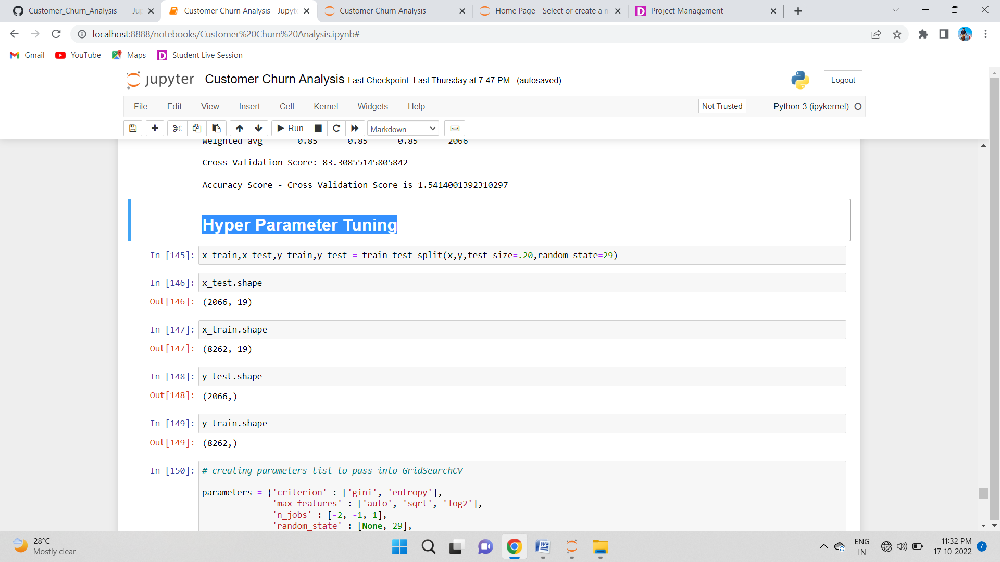 Customer_Churn_Analysis-----Jup
Customer Churn Analysis - Jupyte
Customer Churn Analysis
Home Page - Select or create a n
Project Management
localhost:8888/notebooks/Customer%20Churn%20Analysis.ipynb#
Gmail YouTube Maps Student Live Session
jupyter Customer Churn Analysis Last Checkpoint: Last Thursday at 7:47 PM (autosaved) Logout
File Edit View Insert Cell Kernel Widgets Help Not Trusted Python 3 (ipykernel)
Run Markdown
weighted avg 0.85 0.85 0.85 2066
Cross Validation Score: 83.30855145805842
Accuracy Score - Cross Validation Score is 1.5414001392310297
Hyper Parameter Tuning
In [145]: x_train,x_test,y_train,y_test = train_test_split(x,y,test_size=.20,random_state=29)
In [146]: x_test.shape
Out[146]: (2066, 19)
In [147]: x_train.shape
Out[147]: (8262, 19)
In [148]: y_test.shape
Out[148]: (2066,)
In [149]: y_train.shape
Out[149]: (8262,)
In [150]: # creating parameters list to pass into GridSearchCV
parameters = {'criterion' : ['gini', 'entropy'],
'max_features' : ['auto', 'sqrt', 'log2'],
'n_jobs' : [-2, -1, 1],
'random_state' : [None, 29],
28°C
Mostly clear
ENG
IN
11:32 PM
17-10-2022
7